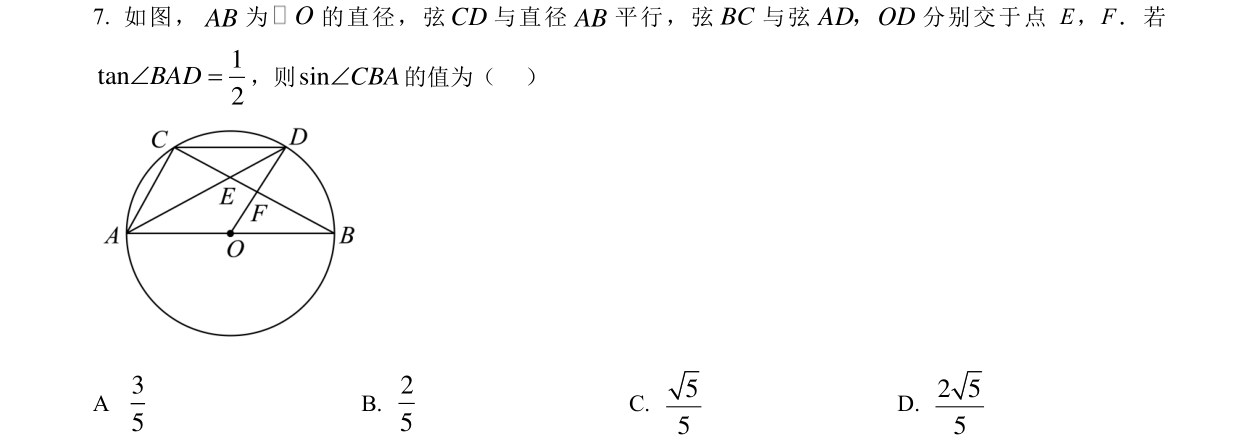 7. 如图， AB 为□ O 的直径，弦 CD 与直径 AB 平行，弦 BC 与弦 AD，OD 分别交于点 E，F．若
tan∠BAD = 1/2，则 sin∠CBA 的值为（ ）
C
D
E
F
A
O
B
A 3/5 B. 2/5 C. √5/5 D. 2√5/5